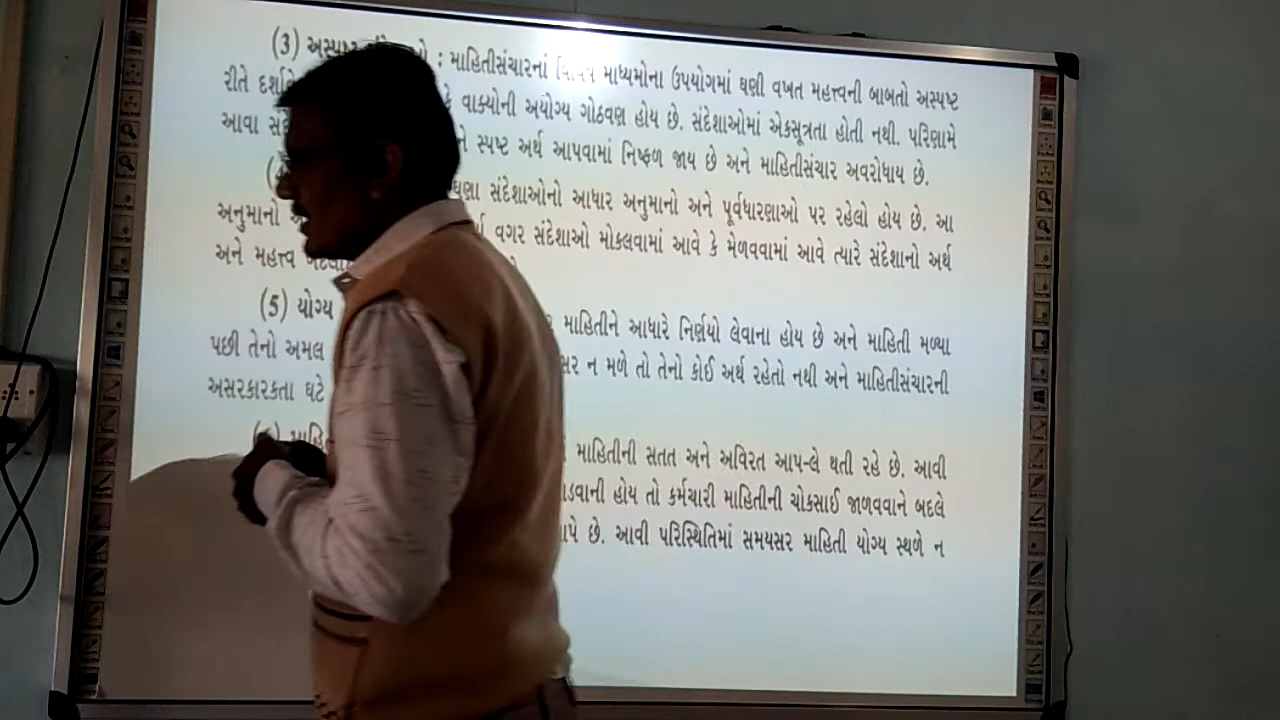 (3) : માહિતીસંચારનાં માધ્યમોના ઉપયોગમાં ઘણી વખત મહત્ત્વની બાબતો અસ્પષ્ટ
રીતે કે વાક્યોની અયોગ્ય ગોઠવણ હોય છે. સંદેશાઓમાં એકસૂત્રતા હોતી નથી. પરિણામે
આવા સ્પષ્ટ અર્થ આપવામાં નિષ્ફળ જાય છે અને માહિતીસંચાર અવરોધાય છે.
ઘણા સંદેશાઓનો આધાર અનુમાનો અને પૂર્વધારણાઓ પર રહેલો હોય છે. આ
અનુમાનો વગર સંદેશાઓ મોકલવામાં આવે કે મેળવવામાં આવે ત્યારે સંદેશાનો અર્થ
અને મહત્ત્વ
(5) યોગ્ય માહિતીને આધારે નિર્ણયો લેવાના હોય છે અને માહિતી મળ્યા
પછી તેનો અમલ ન મળે તો તેનો કોઈ અર્થ રહેતો નથી અને માહિતીસંચારની
અસરકારકતા ઘટે
માહિતીની સતત અને અવિરત આપ-લે થતી રહે છે. આવી
હોય તો કર્મચારી માહિતીની ચોકસાઈ જાળવવાને બદલે
છે. આવી પરિસ્થિતિમાં સમયસર માહિતી યોગ્ય સ્થળે ન